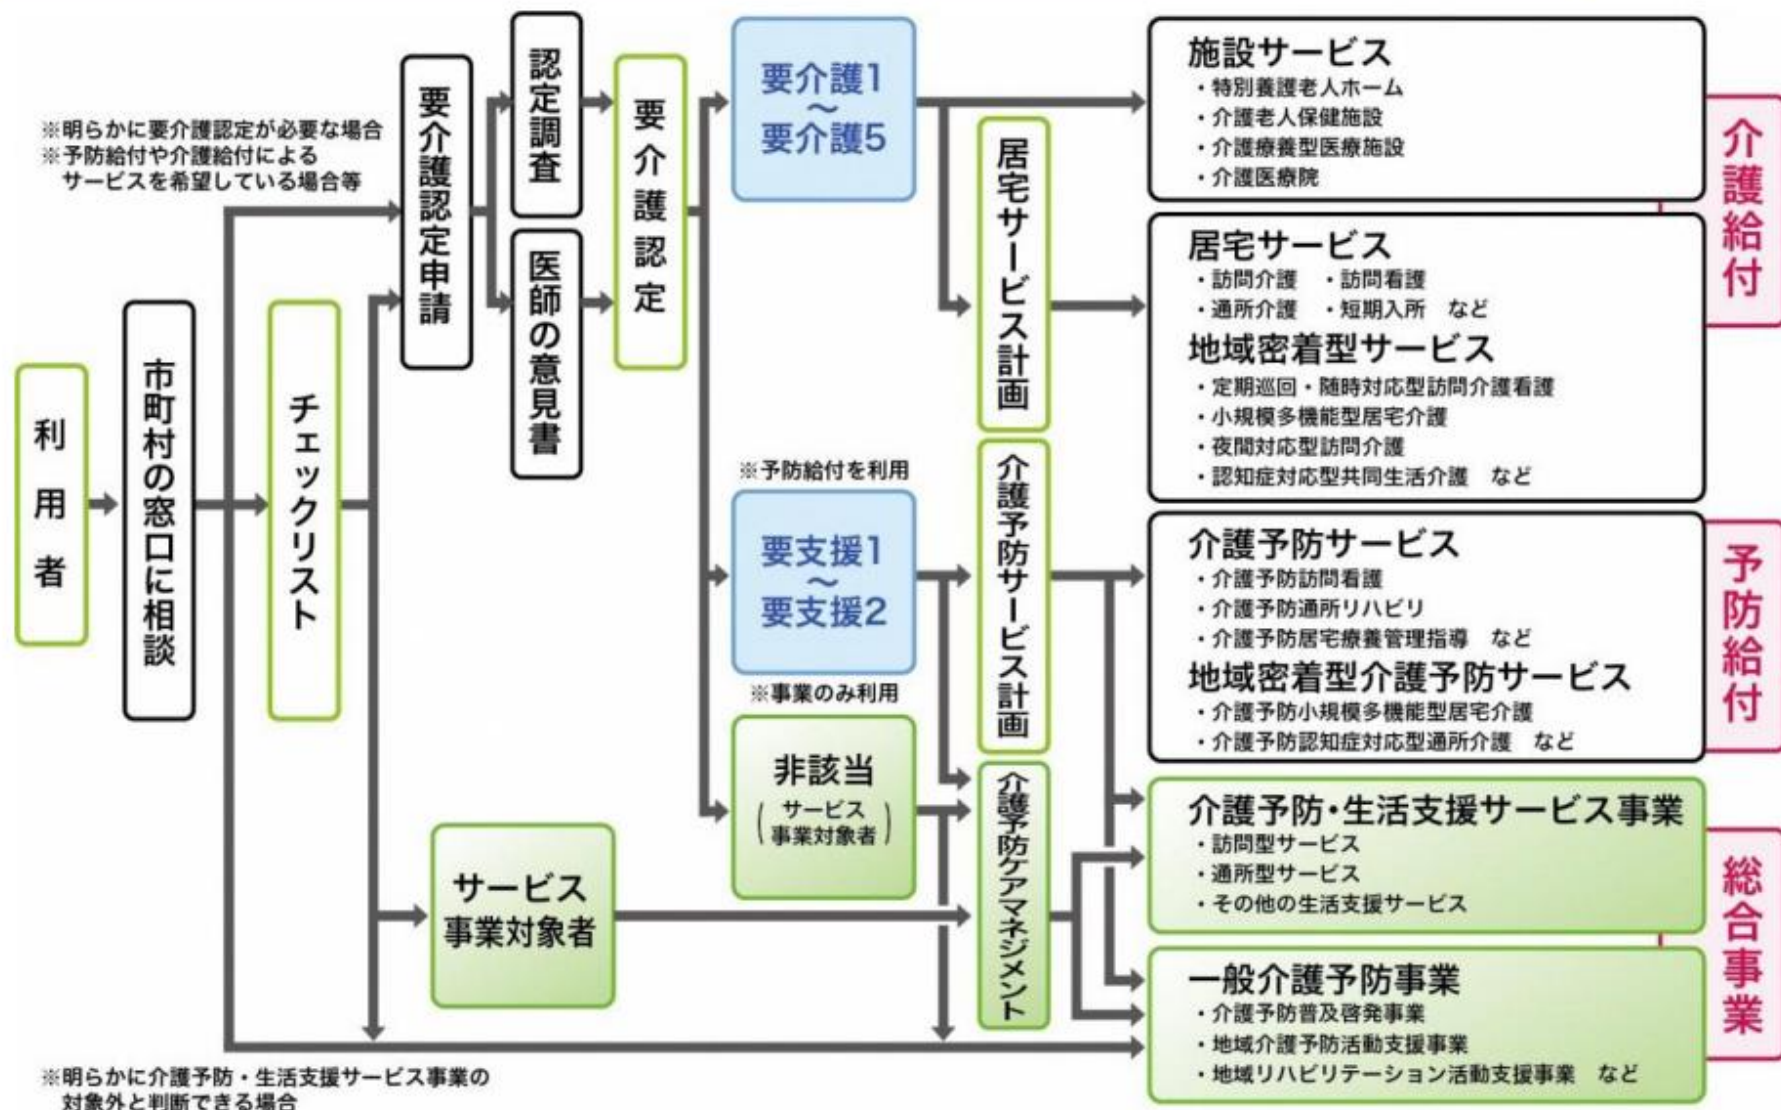 ※明らかに要介護認定が必要な場合
※予防給付や介護給付による
サービスを希望している場合等
利用者
市町村の窓口に相談
チェックリスト
要介護認定申請
認定調査
医師の意見書
要介護認定
要介護1
〜
要介護5
※予防給付を利用
要支援1
〜
要支援2
※事業のみ利用
非該当
(サービス
事業対象者)
サービス
事業対象者
居宅サービス計画
介護予防サービス計画
介護予防ケアマネジメント
施設サービス
・特別養護老人ホーム
・介護老人保健施設
・介護療養型医療施設
・介護医療院
居宅サービス
・訪問介護 ・訪問看護
・通所介護 ・短期入所 など
地域密着型サービス
・定期巡回・随時対応型訪問介護看護
・小規模多機能型居宅介護
・夜間対応型訪問介護
・認知症対応型共同生活介護 など
介護給付
介護予防サービス
・介護予防訪問看護
・介護予防通所リハビリ
・介護予防居宅療養管理指導 など
地域密着型介護予防サービス
・介護予防小規模多機能型居宅介護
・介護予防認知症対応型通所介護 など
予防給付
介護予防・生活支援サービス事業
・訪問型サービス
・通所型サービス
・その他の生活支援サービス
一般介護予防事業
・介護予防普及啓発事業
・地域介護予防活動支援事業
・地域リハビリテーション活動支援事業 など
総合事業
※明らかに介護予防・生活支援サービス事業の
対象外と判断できる場合